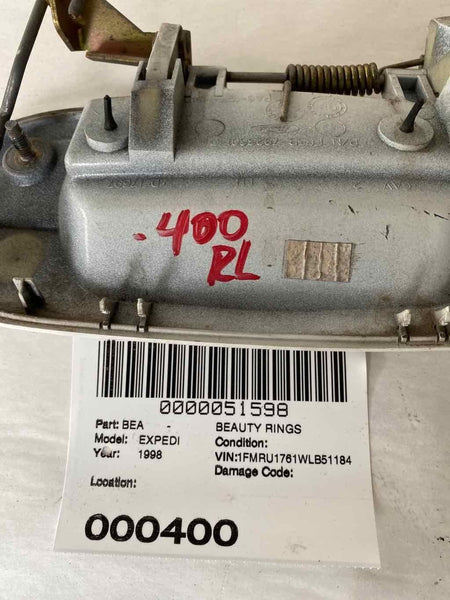 .400
RL
0000051598
Part: BEA - BEAUTY RINGS
Model: EXPEDI Condition:
Year: 1998 VIN:1FMRU1761WLB51184
Damage Code:
Location:
000400